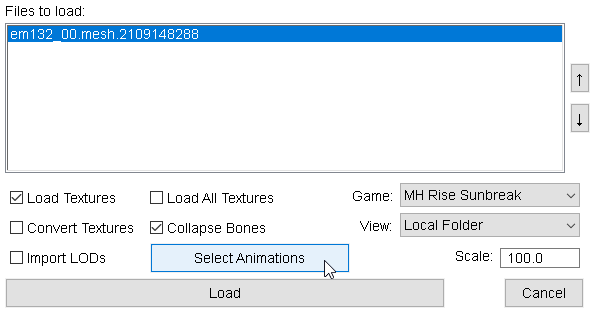 Files to load:
em132_00.mesh.2109148288
↑
↓
Load Textures Load All Textures Game: MH Rise Sunbreak
Convert Textures Collapse Bones View: Local Folder
Import LODs Select Animations Scale: 100.0
Load Cancel